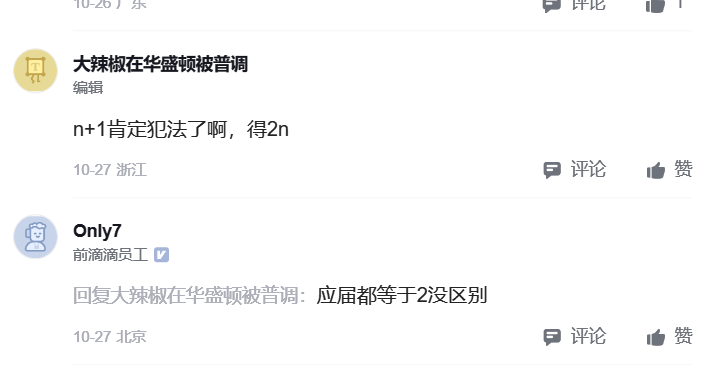 10-26 广东
评论
1
大辣椒在华盛顿被普调
编辑
n+1肯定犯法了啊，得2n
10-27 浙江
评论
赞
Only7
前滴滴员工
回复大辣椒在华盛顿被普调：应届都等于2没区别
10-27 北京
评论
赞